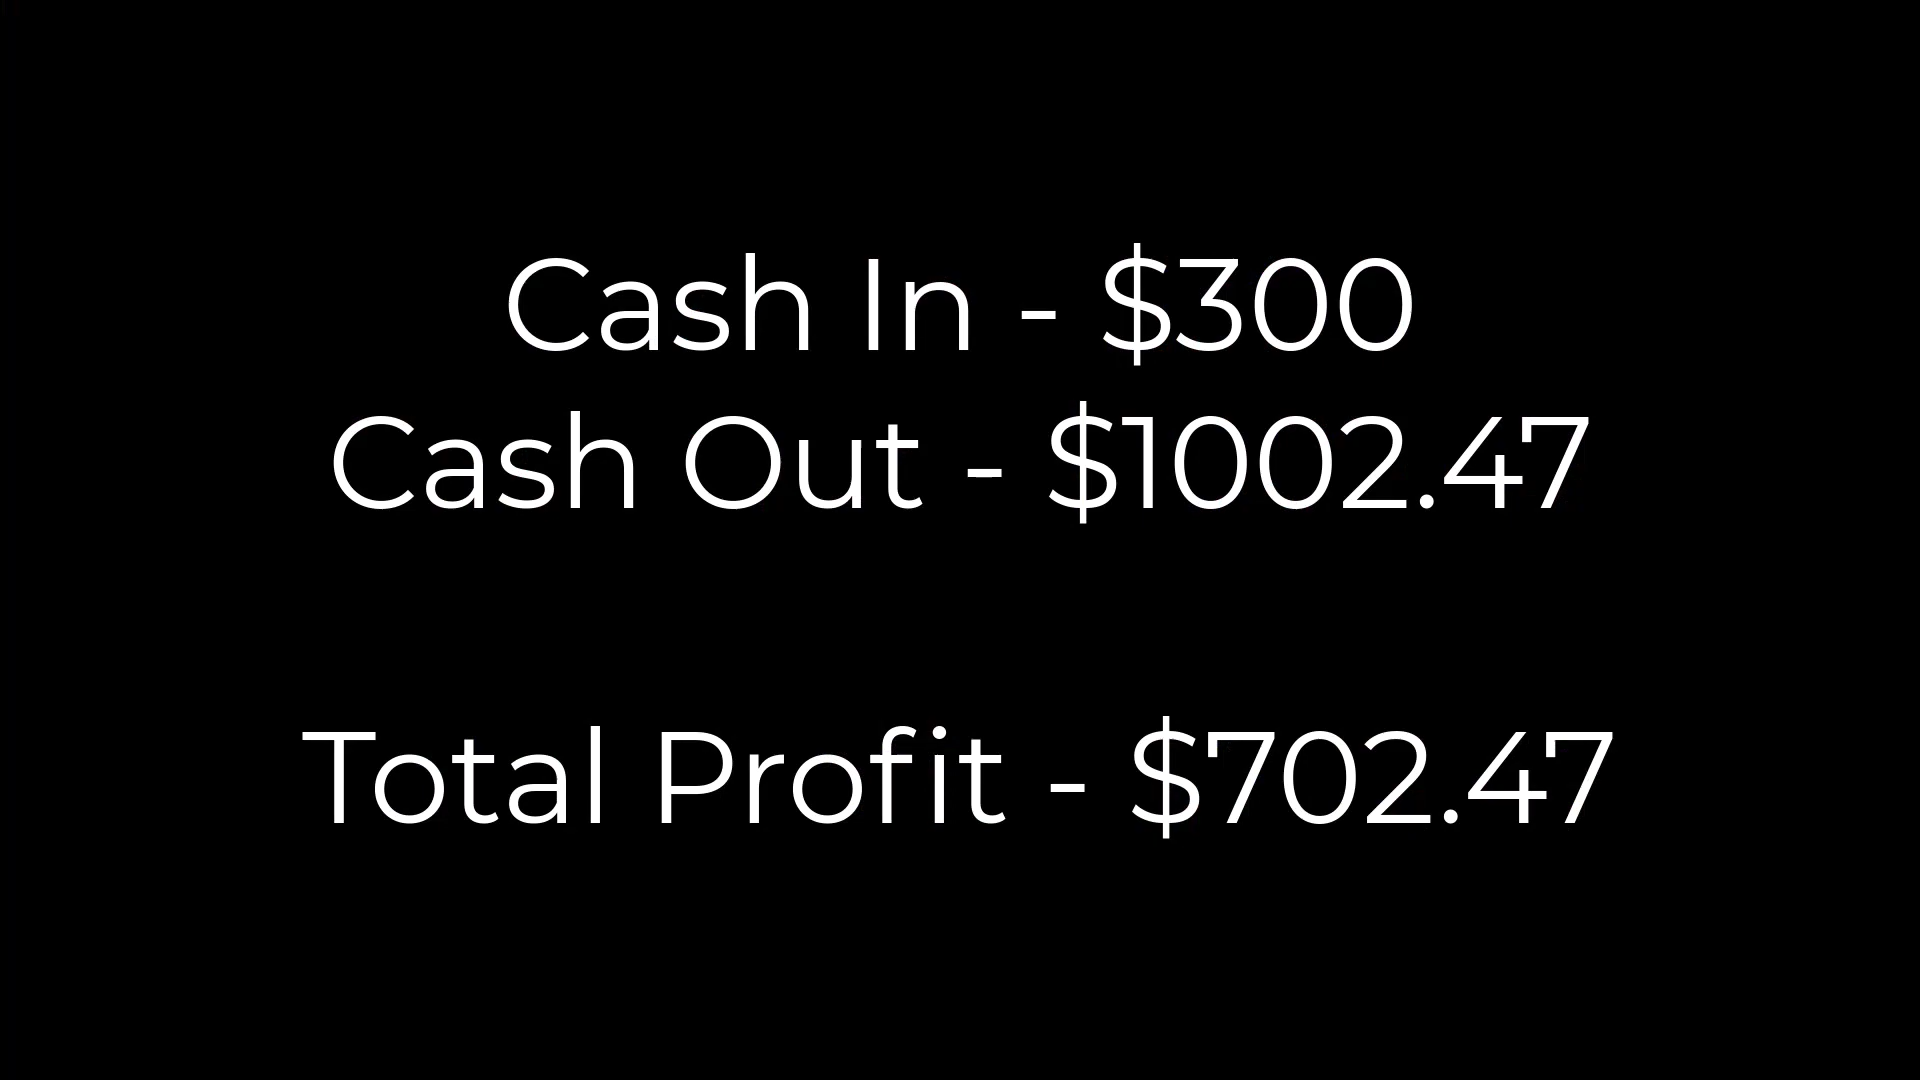 Cash In - $300
Cash Out - $1002.47
Total Profit - $702.47